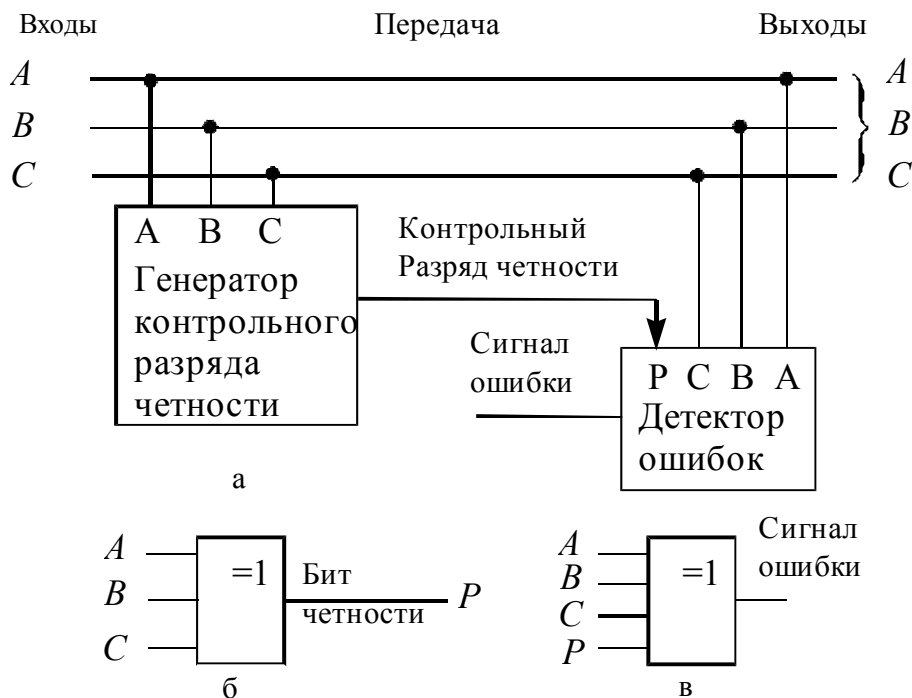 Входы Передача Выходы
A A
B B
C C
A B C
Генератор
контрольного
разряда
четности
Контрольный
Разряд четности
Сигнал
ошибки
P C B A
Детектор
ошибок
а
A
B
C
=1
Бит
четности
P
б
A
B
C
P
=1
Сигнал
ошибки
в